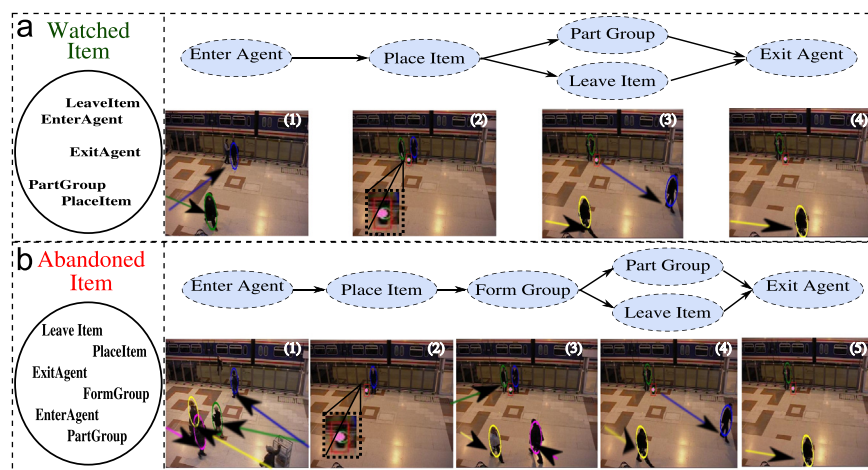 a
Watched
Item
LeaveItem
EnterAgent
ExitAgent
PartGroup
PlaceItem
Enter Agent
Place Item
Part Group
Leave Item
Exit Agent
(1)
(2)
(3)
(4)
b
Abandoned
Item
Leave Item
PlaceItem
ExitAgent
FormGroup
EnterAgent
PartGroup
Enter Agent
Place Item
Form Group
Part Group
Leave Item
Exit Agent
(1)
(2)
(3)
(4)
(5)